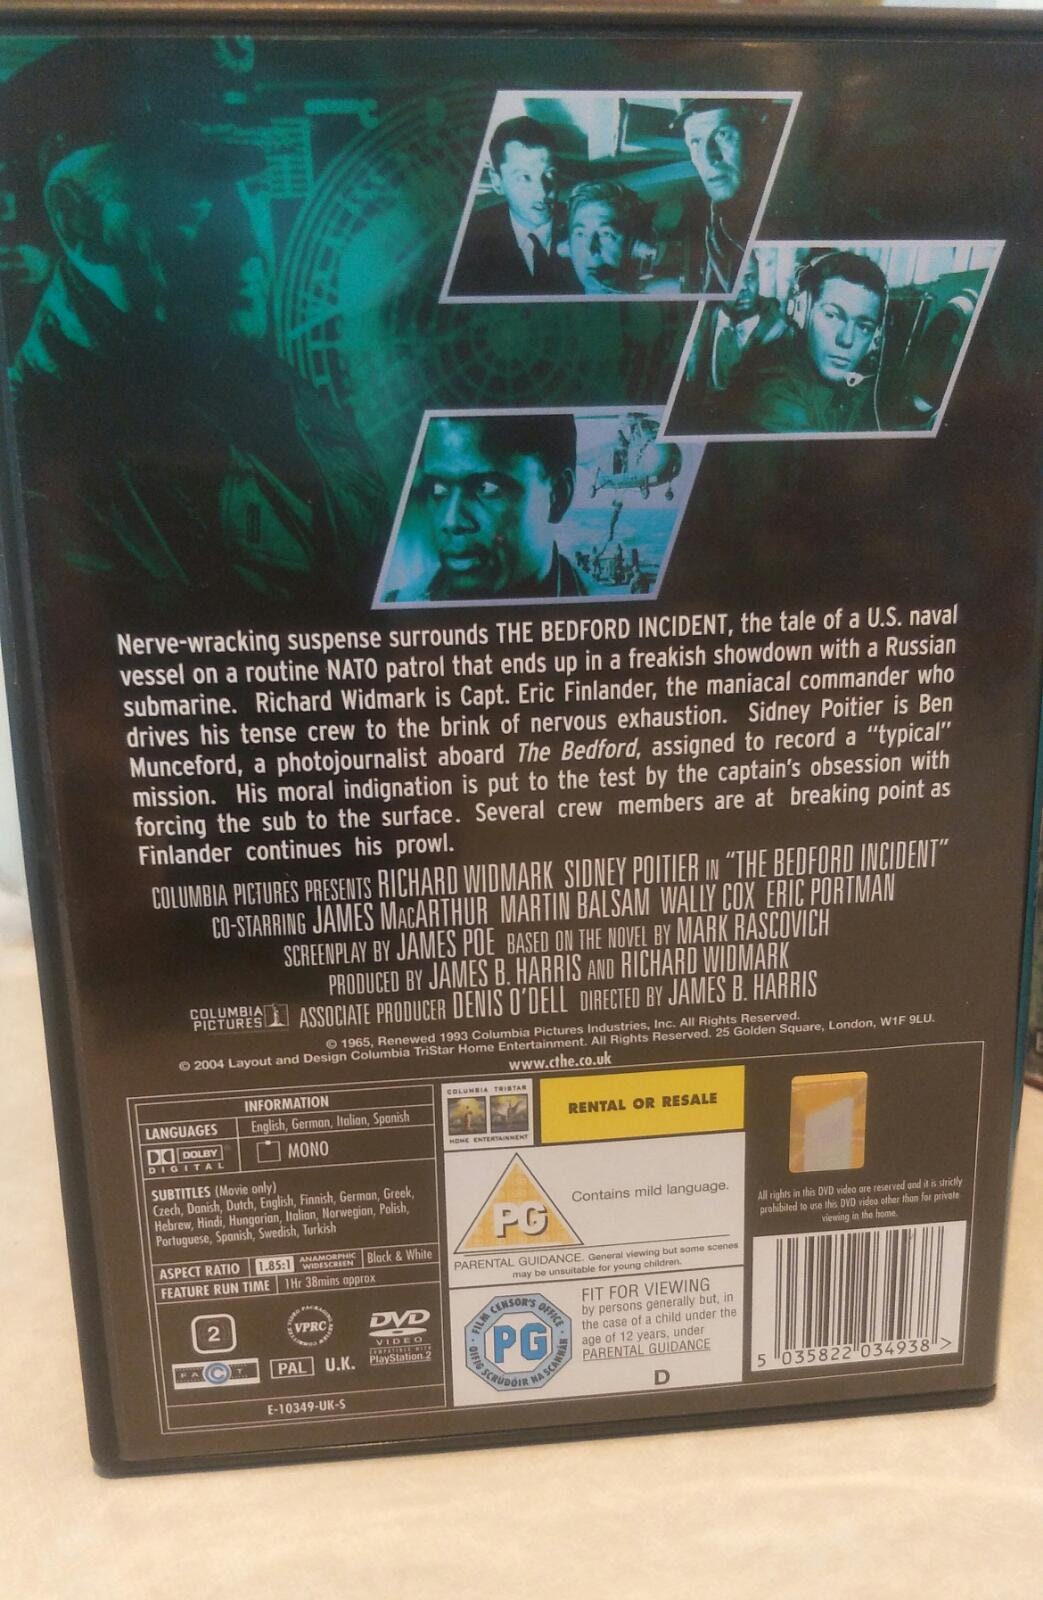 Nerve-wracking suspense surrounds THE BEDFORD INCIDENT, the tale of a U.S. naval
vessel on a routine NATO patrol that ends up in a freakish showdown with a Russian
submarine. Richard Widmark is Capt. Eric Finlander, the maniacal commander who
drives his tense crew to the brink of nervous exhaustion. Sidney Poitier is Ben
Munceford, a photojournalist aboard The Bedford, assigned to record a “typical”
mission. His moral indignation is put to the test by the captain's obsession with
forcing the sub to the surface. Several crew members are at breaking point as
Finlander continues his prowl.
COLUMBIA PICTURES PRESENTS RICHARD WIDMARK SIDNEY POITIER IN “THE BEDFORD INCIDENT”
CO-STARRING JAMES MacARTHUR MARTIN BALSAM WALLY COX ERIC PORTMAN
SCREENPLAY BY JAMES POE BASED ON THE NOVEL BY MARK RASCOVICH
PRODUCED BY JAMES B. HARRIS AND RICHARD WIDMARK
COLUMBIA PICTURES ASSOCIATE PRODUCER DENIS O'DELL DIRECTED BY JAMES B. HARRIS
© 1965, Renewed 1993 Columbia Pictures Industries, Inc. All Rights Reserved.
© 2004 Layout and Design Columbia TriStar Home Entertainment. All Rights Reserved. 25 Golden Square, London, W1F 9LU.
www.cthe.co.uk
INFORMATION
LANGUAGES English, German, Italian, Spanish
DOLBY DIGITAL MONO
SUBTITLES (Movie only)
Czech, Danish, Dutch, English, Finnish, German, Greek,
Hebrew, Hindi, Hungarian, Italian, Norwegian, Polish,
Portuguese, Spanish, Swedish, Turkish
ASPECT RATIO 1.85:1 ANAMORPHIC WIDESCREEN Black & White
FEATURE RUN TIME 1Hr 38mins approx
2 VPRC DVD VIDEO
COMPATIBLE WITH PlayStation 2
FACT PAL U.K.
E-10349-UK-S
COLUMBIA TRISTAR
HOME ENTERTAINMENT
RENTAL OR RESALE
PG
Contains mild language.
PARENTAL GUIDANCE. General viewing but some scenes
may be unsuitable for young children.
FILM CENSOR'S OFFICE
PG
OIFIG SCRÚDÓIR NA SCANNÁN
FIT FOR VIEWING
by persons generally but, in
the case of a child under the
age of 12 years, under
PARENTAL GUIDANCE
D
All rights in this DVD video are reserved and it is strictly
prohibited to use this DVD video other than for private
viewing in the home.
5 035822 034938 >